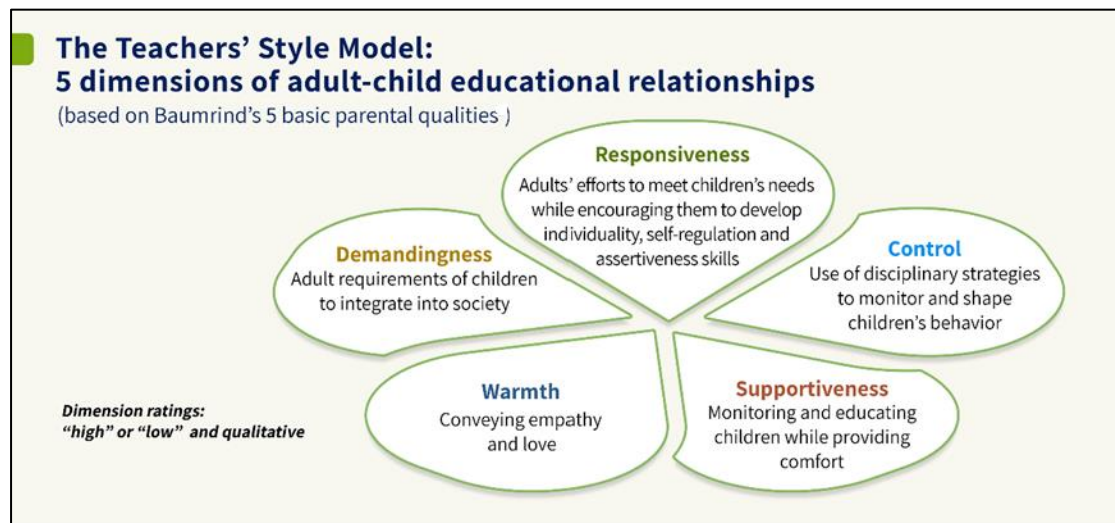 The Teachers’ Style Model:
5 dimensions of adult-child educational relationships
(based on Baumrind’s 5 basic parental qualities )
Responsiveness
Adults’ efforts to meet children’s needs
while encouraging them to develop
individuality, self-regulation and
assertiveness skills
Demandingness
Adult requirements of children
to integrate into society
Control
Use of disciplinary strategies
to monitor and shape
children’s behavior
Warmth
Conveying empathy
and love
Supportiveness
Monitoring and educating
children while providing
comfort
Dimension ratings:
“high” or “low” and qualitative